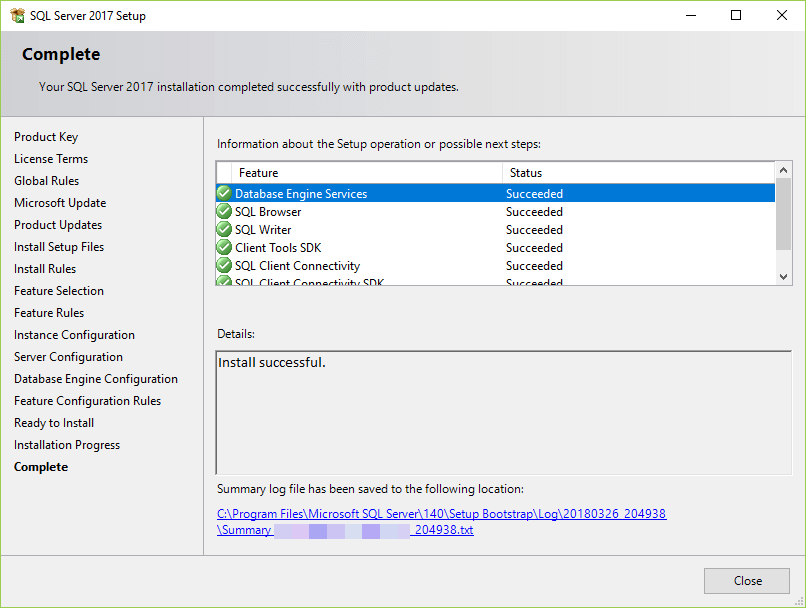 SQL Server 2017 Setup
Complete
Your SQL Server 2017 installation completed successfully with product updates.
Product Key
License Terms
Global Rules
Microsoft Update
Product Updates
Install Setup Files
Install Rules
Feature Selection
Feature Rules
Instance Configuration
Server Configuration
Database Engine Configuration
Feature Configuration Rules
Ready to Install
Installation Progress
Complete
Information about the Setup operation or possible next steps:
Feature Status
Database Engine Services Succeeded
SQL Browser Succeeded
SQL Writer Succeeded
Client Tools SDK Succeeded
SQL Client Connectivity Succeeded
SQL Client Connectivity SDK Succeeded
Details:
Install successful.
Summary log file has been saved to the following location:
C:\Program Files\Microsoft SQL Server\140\Setup Bootstrap\Log\20180326_204938
\Summary_ _204938.txt
Close